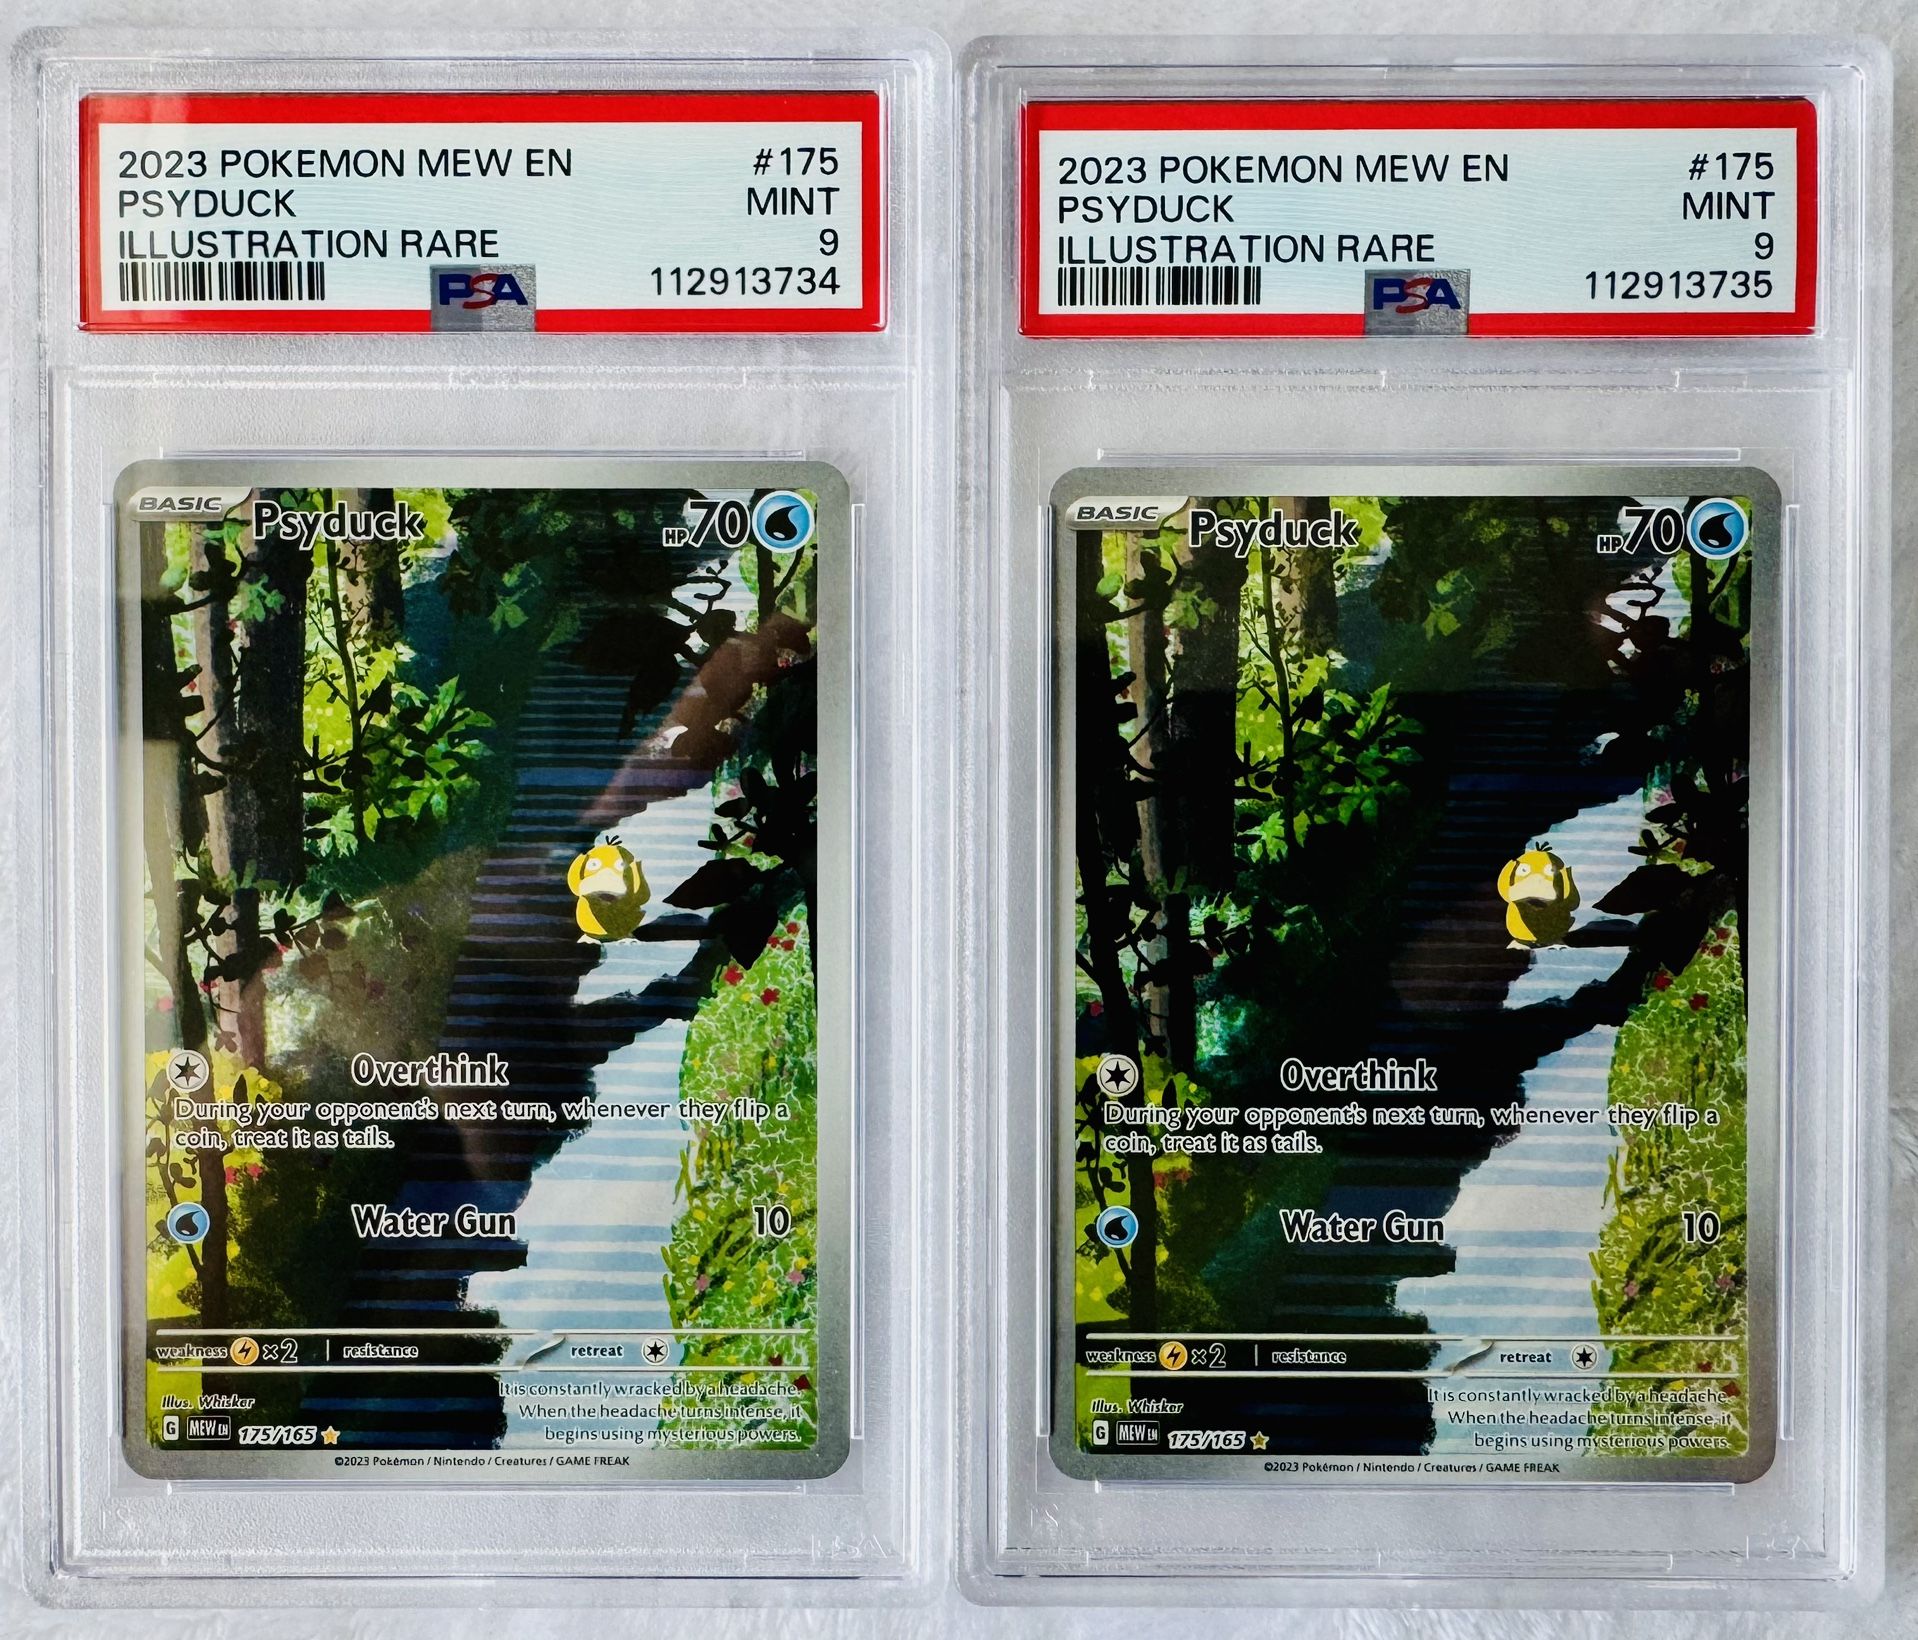 2023 POKEMON MEW EN #175
PSYDUCK MINT
ILLUSTRATION RARE 9
PSA 112913734
BASIC Psyduck HP70
Overthink
During your opponent's next turn, whenever they flip a
coin, treat it as tails.
Water Gun 10
weakness ×2 resistance retreat
Illus. Whisker
It is constantly wracked by a headache.
When the headache turns intense, it
begins using mysterious powers.
G MEW EN 175/165
©2023 Pokémon / Nintendo / Creatures / GAME FREAK
2023 POKEMON MEW EN #175
PSYDUCK MINT
ILLUSTRATION RARE 9
PSA 112913735
BASIC Psyduck HP70
Overthink
During your opponent's next turn, whenever they flip a
coin, treat it as tails.
Water Gun 10
weakness ×2 resistance retreat
Illus. Whisker
It is constantly wracked by a headache.
When the headache turns intense, it
begins using mysterious powers.
G MEW EN 175/165
©2023 Pokémon / Nintendo / Creatures / GAME FREAK